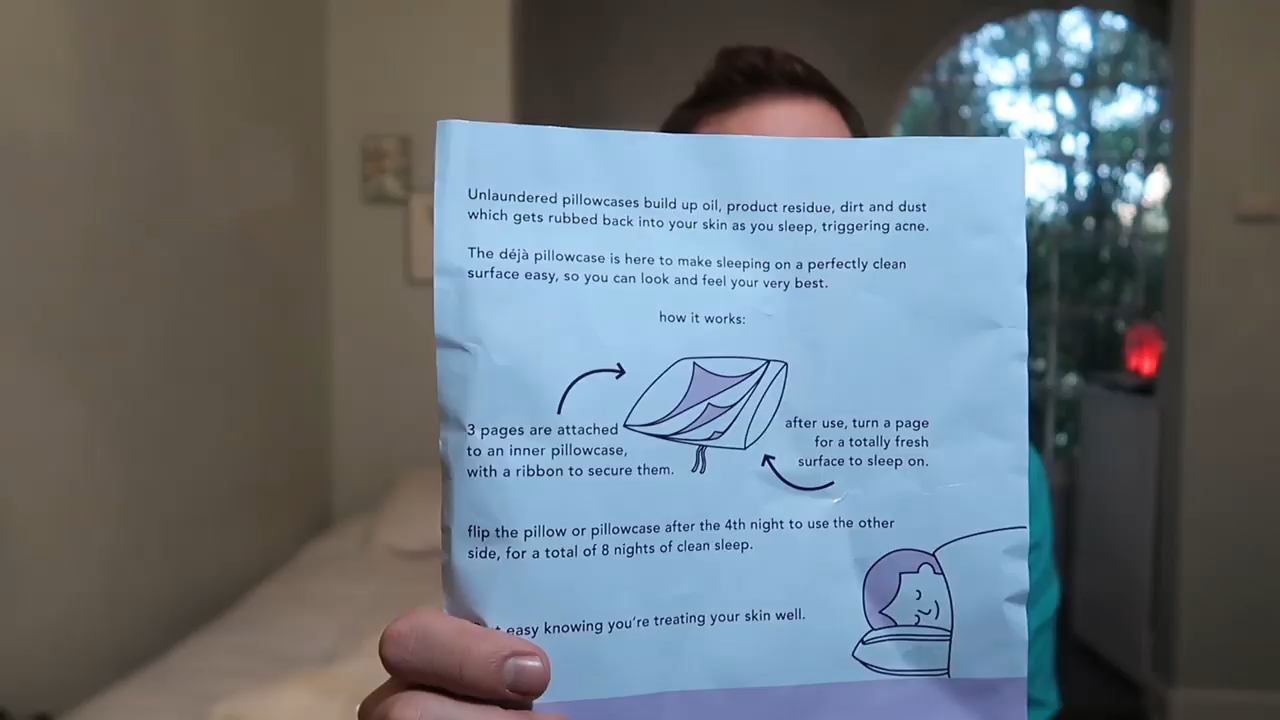 Unlaundered pillowcases build up oil, product residue, dirt and dust
which gets rubbed back into your skin as you sleep, triggering acne.
The déjà pillowcase is here to make sleeping on a perfectly clean
surface easy, so you can look and feel your very best.
how it works:
3 pages are attached
to an inner pillowcase,
with a ribbon to secure them.
after use, turn a page
for a totally fresh
surface to sleep on.
flip the pillow or pillowcase after the 4th night to use the other
side, for a total of 8 nights of clean sleep.
easy knowing you're treating your skin well.